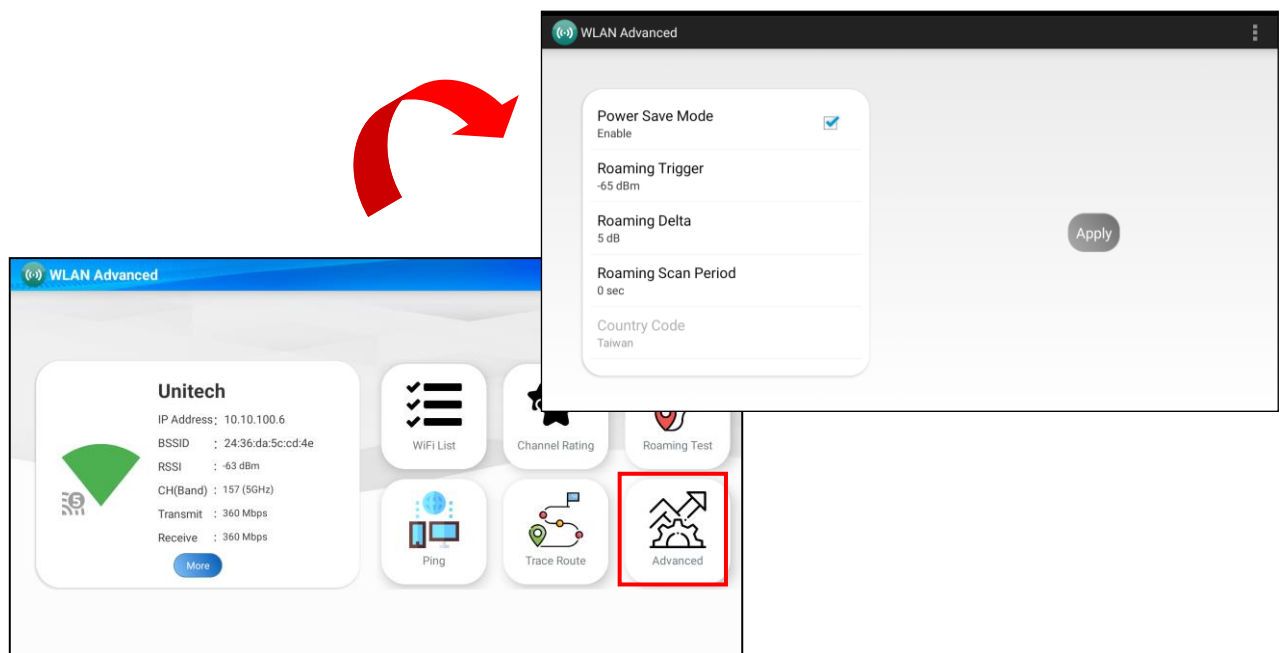 WLAN Advanced
Power Save Mode
Enable
Roaming Trigger
-65 dBm
Roaming Delta
5 dB
Roaming Scan Period
0 sec
Country Code
Taiwan
Apply
WLAN Advanced
Unitech
IP Address: 10.10.100.6
BSSID : 24:36:da:5c:cd:4e
RSSI : -63 dBm
CH(Band) : 157 (5GHz)
Transmit : 360 Mbps
Receive : 360 Mbps
More
5
WiFi List
Channel Rating
Roaming Test
Ping
Trace Route
Advanced